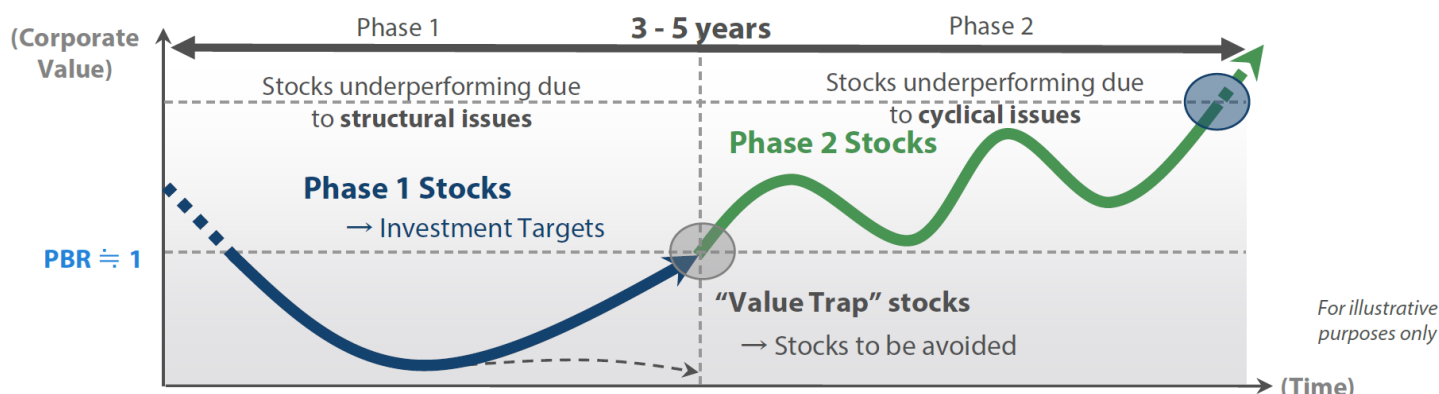 (Corporate
Value)
Phase 1
3 - 5 years
Phase 2
Stocks underperforming due
to structural issues
Stocks underperforming due
to cyclical issues
Phase 2 Stocks
Phase 1 Stocks
→ Investment Targets
PBR ≒ 1
“Value Trap” stocks
→ Stocks to be avoided
For illustrative
purposes only
(Time)